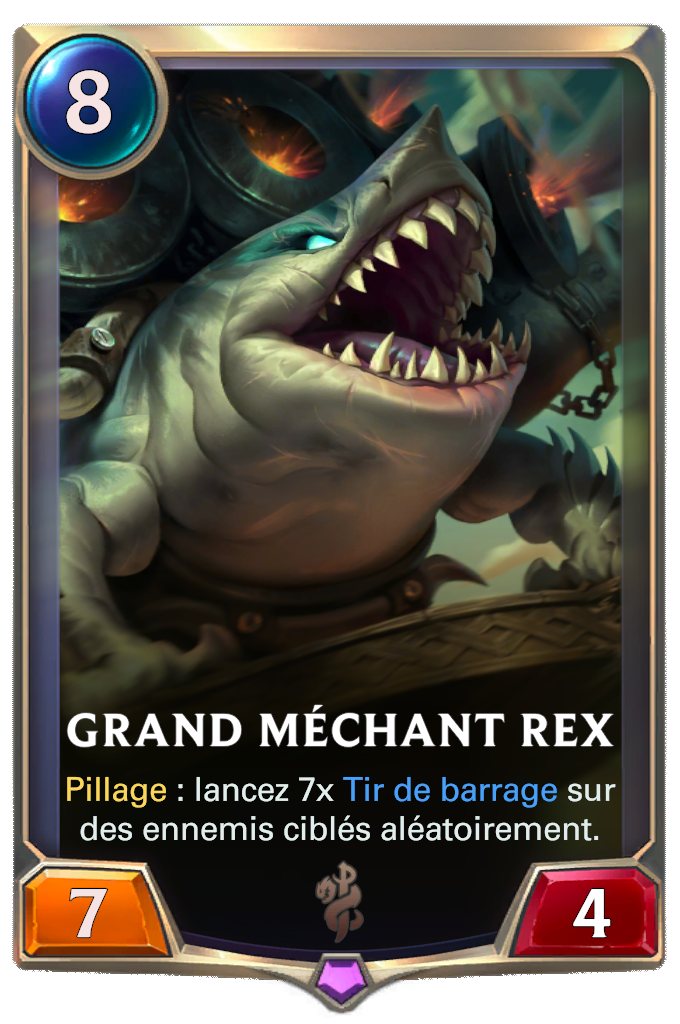 8
GRAND MÉCHANT REX
Pillage : lancez 7x Tir de barrage sur
des ennemis ciblés aléatoirement.
7
4